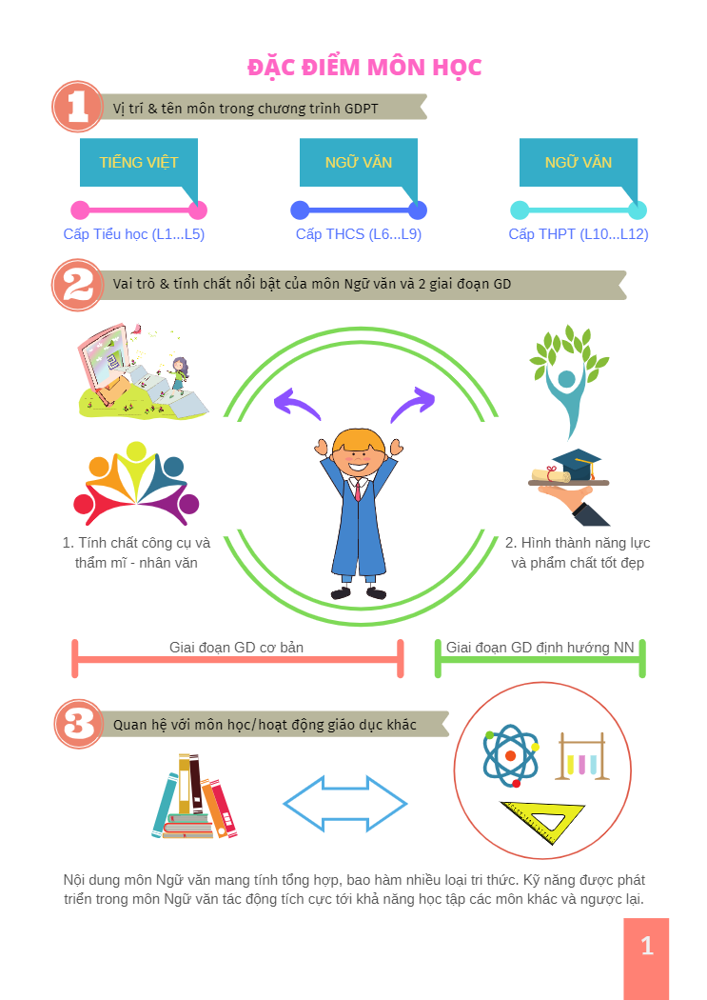 ĐẶC ĐIỂM MÔN HỌC
1 Vị trí & tên môn trong chương trình GDPT
TIẾNG VIỆT
NGỮ VĂN
NGỮ VĂN
Cấp Tiểu học (L1...L5)
Cấp THCS (L6...L9)
Cấp THPT (L10...L12)
2 Vai trò & tính chất nổi bật của môn Ngữ văn và 2 giai đoạn GD
1. Tính chất công cụ và
thẩm mĩ - nhân văn
2. Hình thành năng lực
và phẩm chất tốt đẹp
Giai đoạn GD cơ bản
Giai đoạn GD định hướng NN
3 Quan hệ với môn học/hoạt động giáo dục khác
Nội dung môn Ngữ văn mang tính tổng hợp, bao hàm nhiều loại tri thức. Kỹ năng được phát
triển trong môn Ngữ văn tác động tích cực tới khả năng học tập các môn khác và ngược lại.
1